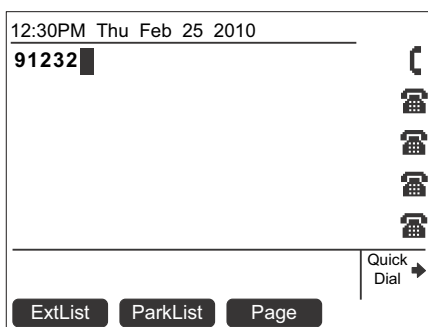 12:30PM Thu Feb 25 2010
91232
Quick
Dial
ExtList ParkList Page